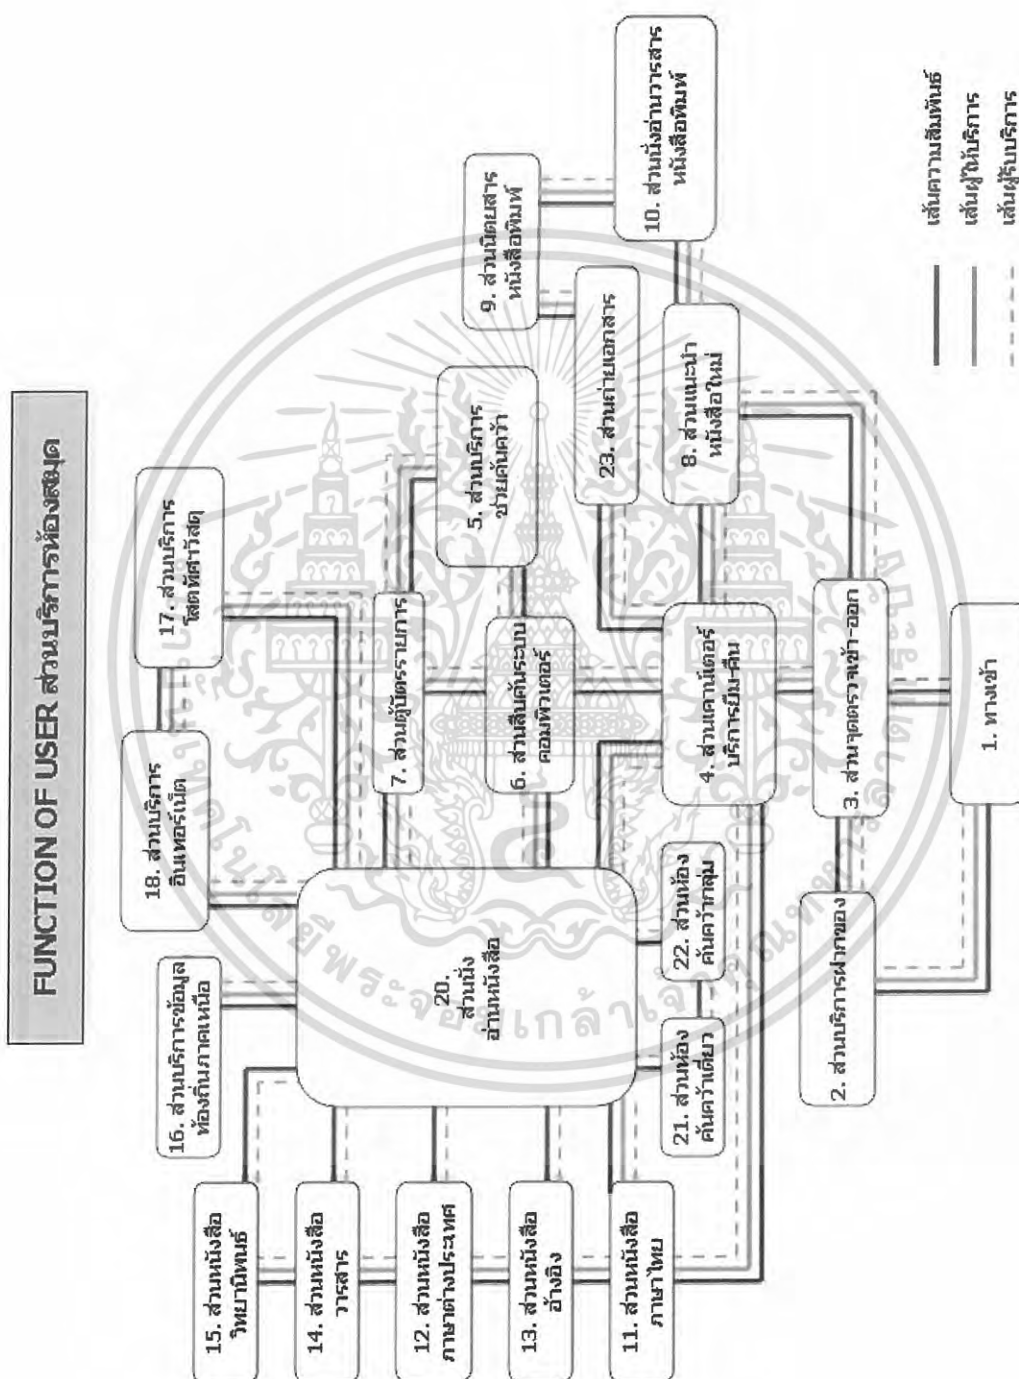 FUNCTION OF USER ส่วนบริการห้องสมุด
18. ส่วนบริการ
อินเทอร์เน็ต
17. ส่วนบริการ
โสตทัศวัสดุ
16. ส่วนบริการข้อมูล
ท้องถิ่นภาคเหนือ
15. ส่วนหนังสือ
วิทยานิพนธ์
14. ส่วนหนังสือ
วารสาร
12. ส่วนหนังสือ
ภาษาต่างประเทศ
13. ส่วนหนังสือ
อ้างอิง
11. ส่วนหนังสือ
ภาษาไทย
20.
ส่วนนั่ง
อ่านหนังสือ
7. ส่วนตู้บัตรรายการ
5. ส่วนบริการ
ช่วยค้นคว้า
6. ส่วนสืบค้นระบบ
คอมพิวเตอร์
9. ส่วนนิตยสาร
หนังสือพิมพ์
10. ส่วนนั่งอ่านวารสาร
หนังสือพิมพ์
23. ส่วนถ่ายเอกสาร
8. ส่วนแนะนำ
หนังสือใหม่
4. ส่วนเคาน์เตอร์
บริการยืม-คืน
21. ส่วนห้อง
ค้นคว้าเดี่ยว
22. ส่วนห้อง
ค้นคว้ากลุ่ม
3. ส่วนจุดตรวจเข้า-ออก
2. ส่วนบริการฝากของ
1. ทางเข้า
เส้นความสัมพันธ์
เส้นผู้ให้บริการ
เส้นผู้รับบริการ